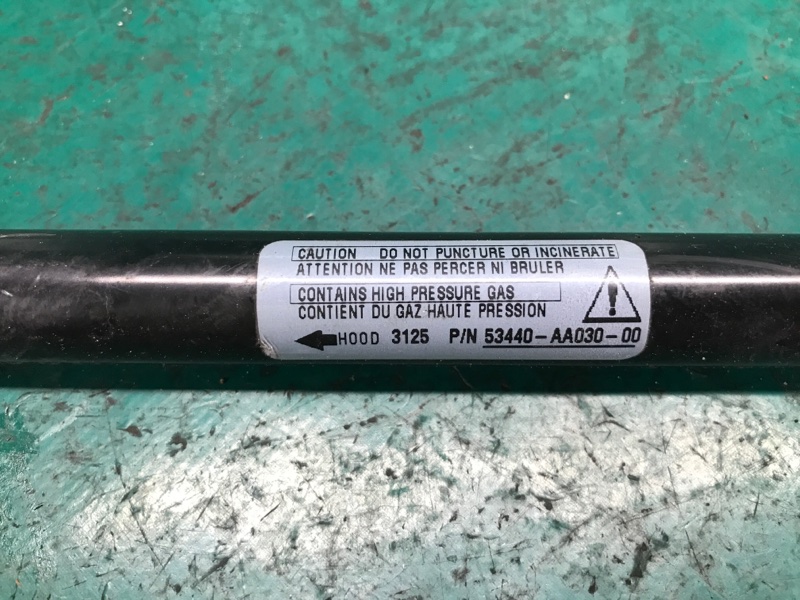 CAUTION DO NOT PUNCTURE OR INCINERATE
ATTENTION NE PAS PERCER NI BRULER
CONTAINS HIGH PRESSURE GAS
CONTIENT DU GAZ HAUTE PRESSION
HOOD 3125 P/N 53440-AA030-00